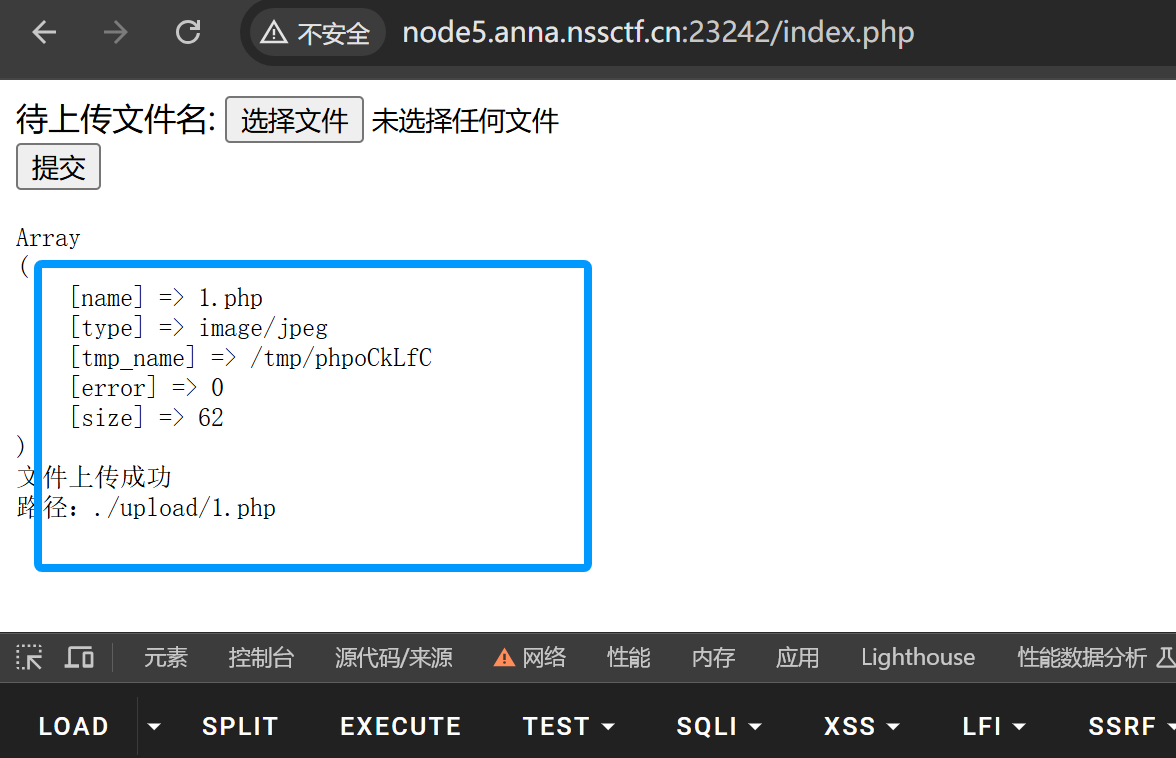 不安全 node5.anna.nssctf.cn:23242/index.php
待上传文件名: 选择文件 未选择任何文件
提交
Array
(
[name] => 1.php
[type] => image/jpeg
[tmp_name] => /tmp/phpoCkLfC
[error] => 0
[size] => 62
)
文件上传成功
路径：./upload/1.php
元素 控制台 源代码/来源 网络 性能 内存 应用 Lighthouse 性能数据分析
LOAD SPLIT EXECUTE TEST SQLI XSS LFI SSRF